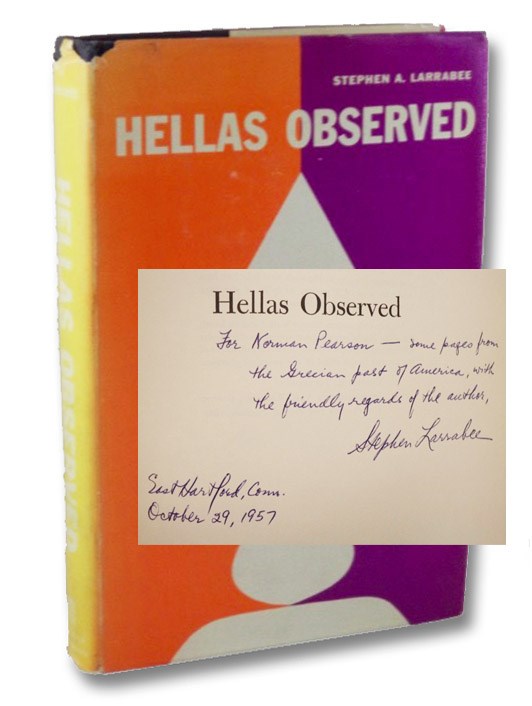 STEPHEN A. LARRABEE
HELLAS OBSERVED
HELLAS OBSERVED
Hellas Observed
For Norman Pearson — some pages from
the Grecian past of America, with
the friendly regards of the author,
Stephen Larrabee
East Hartford, Conn.
October 29, 1957